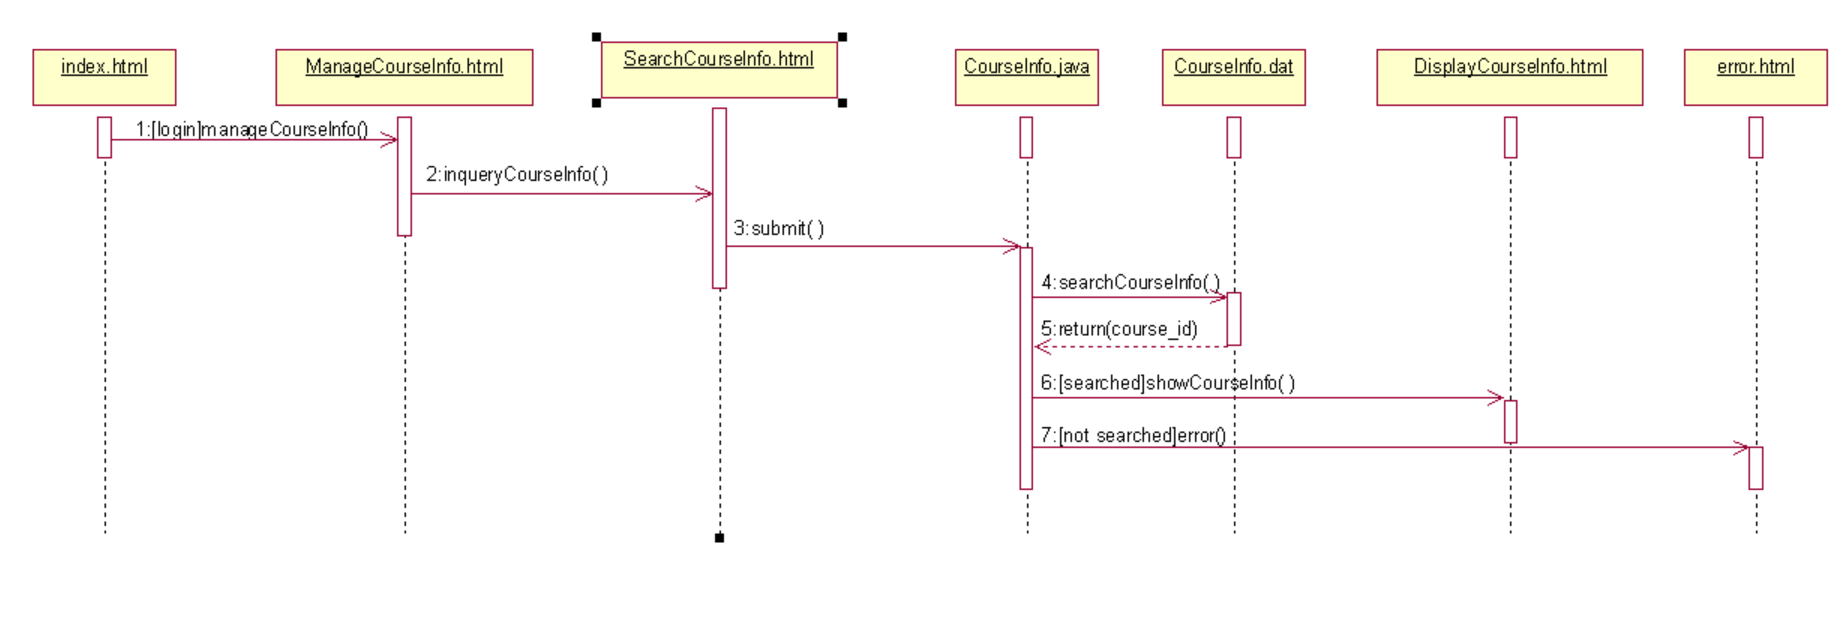 index.html
ManageCourseInfo.html
SearchCourseInfo.html
CourseInfo.java
CourseInfo.dat
DisplayCourseInfo.html
error.html
1:[login]manageCourseInfo()
2:inqueryCourseInfo( )
3:submit( )
4:searchCourseInfo( )
5:return(course_id)
6:[searched]showCourseInfo( )
7:[not searched]error()